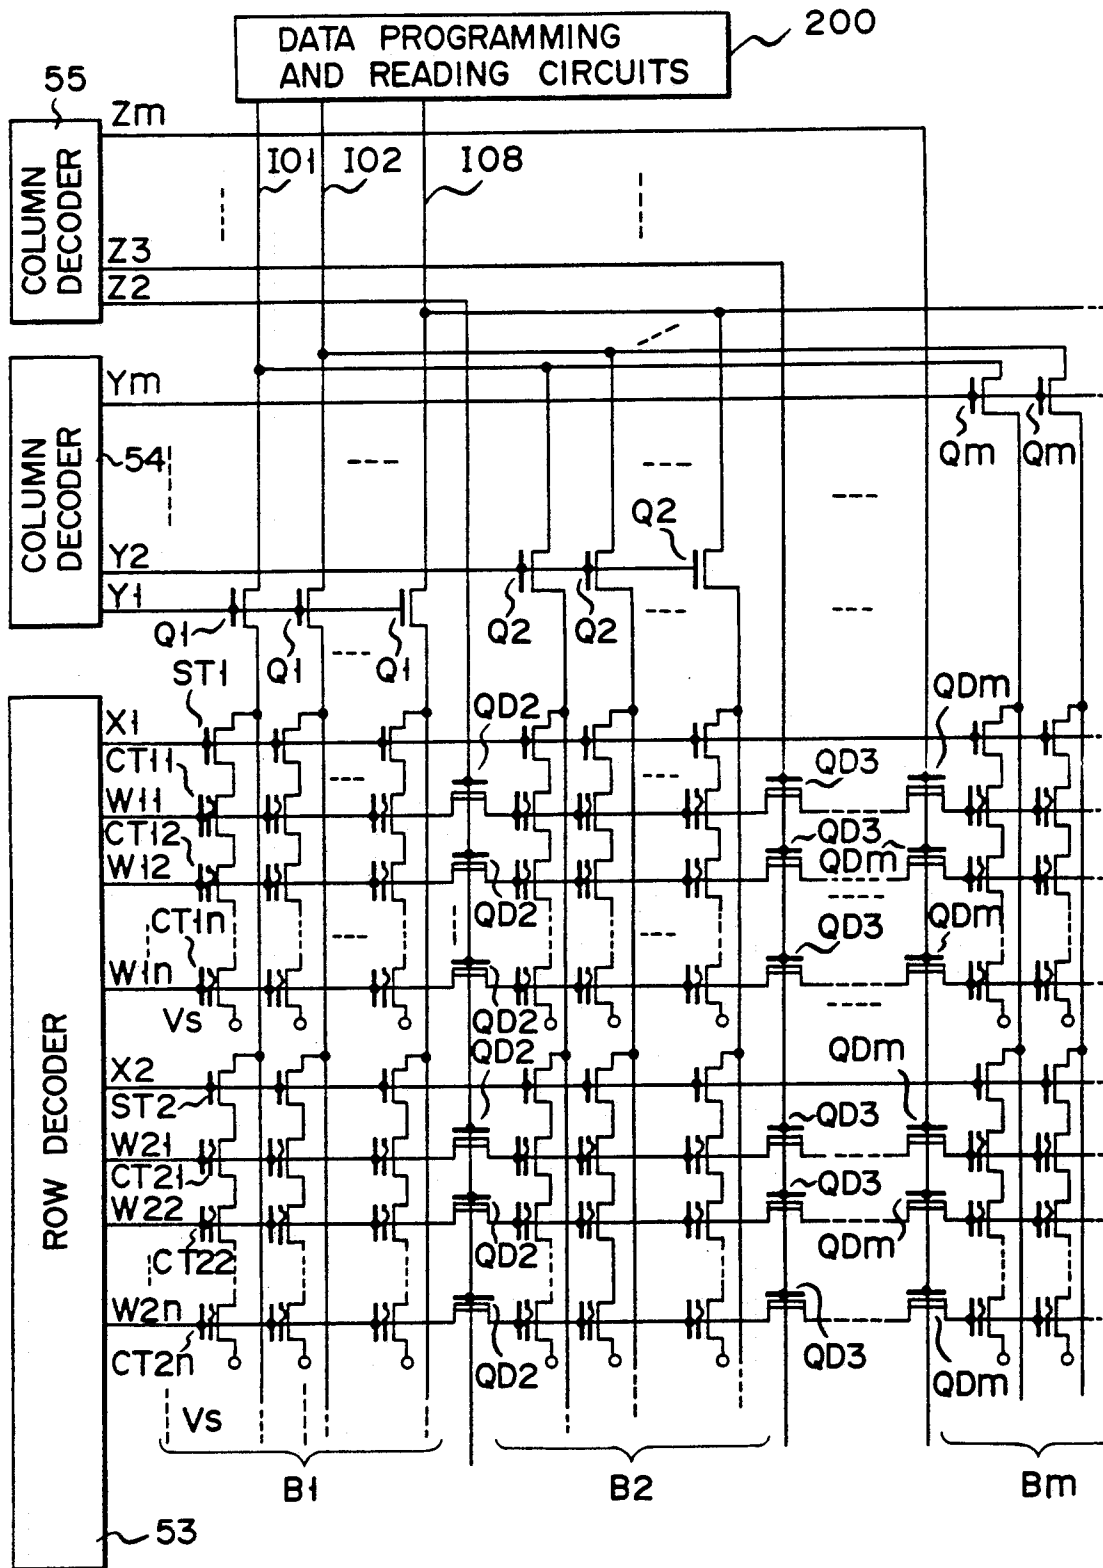 DATA PROGRAMMING
AND READING CIRCUITS
200
55
COLUMN
DECODER
Zm
IO1
IO2
IO8
Z3
Z2
COLUMN
DECODER
54
Ym
Qm
Qm
Q2
Y2
Y1
Q1
Q1
Q1
Q2
Q2
ROW DECODER
53
ST1
X1
QD2
QDm
CT11
W11
QD3
CT12
W12
QD2
QD3
QDm
CT1n
W1n
QD3
QDm
Vs
QD2
QD2
QDm
X2
ST2
QD3
W21
CT21
W22
QD3
CT22
QD2
QDm
W2n
CT2n
QD2
QD3
QDm
Vs
B1
B2
Bm